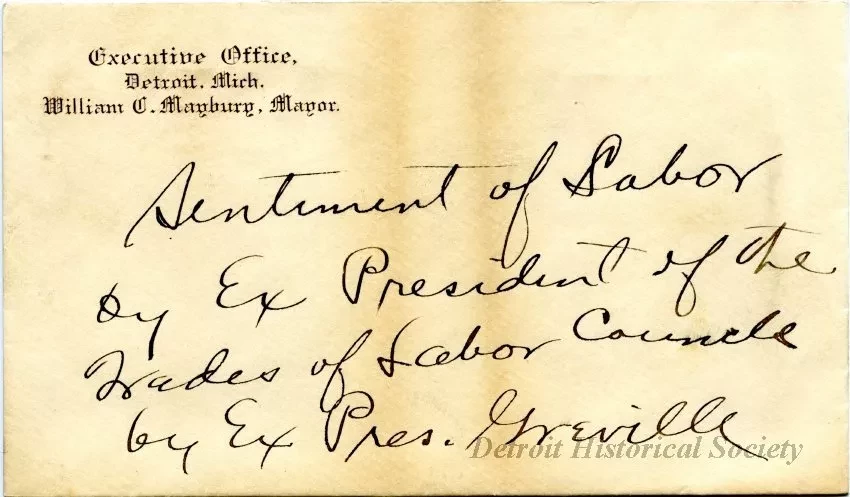 Executive Office,
Detroit, Mich.
William C. Maybury, Mayor.
Sentiment of Labor
by Ex President of the
Trades of Labor Councle
by Ex Pres. Greville
Detroit Historical Society